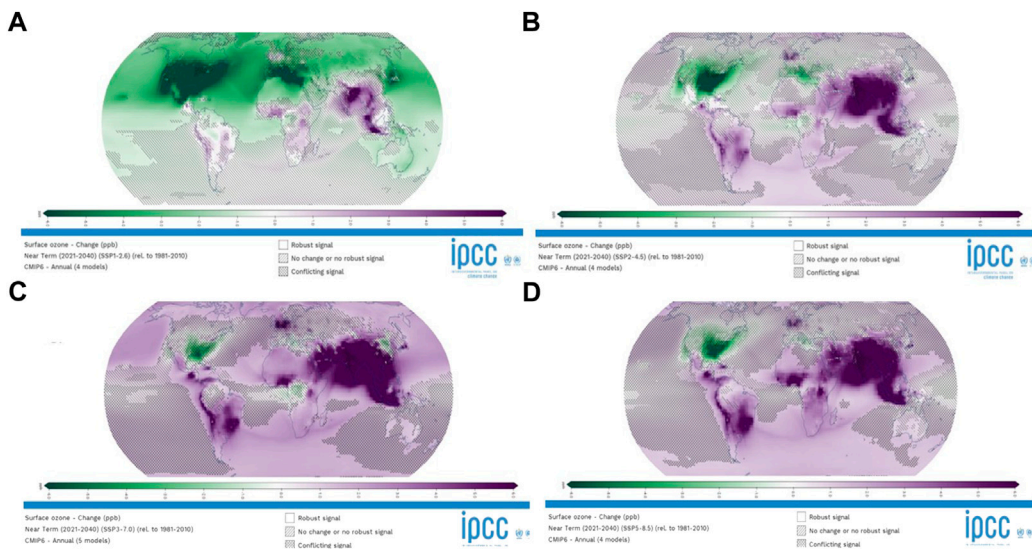 A
Surface ozone - Change (ppb)
Near Term (2021-2040) (SSP1-2.6) (rel. to 1981-2010)
CMIP6 - Annual (4 models)
Robust signal
No change or no robust signal
Conflicting signal
ipcc
climate change
B
Surface ozone - Change (ppb)
Near Term (2021-2040) (SSP2-4.5) (rel. to 1981-2010)
CMIP6 - Annual (4 models)
Robust signal
No change or no robust signal
Conflicting signal
ipcc
climate change
C
Surface ozone - Change (ppb)
Near Term (2021-2040) (SSP3-7.0) (rel. to 1981-2010)
CMIP6 - Annual (5 models)
Robust signal
No change or no robust signal
Conflicting signal
ipcc
D
Surface ozone - Change (ppb)
Near Term (2021-2040) (SSP5-8.5) (rel. to 1981-2010)
CMIP6 - Annual (4 models)
Robust signal
No change or no robust signal
Conflicting signal
ipcc